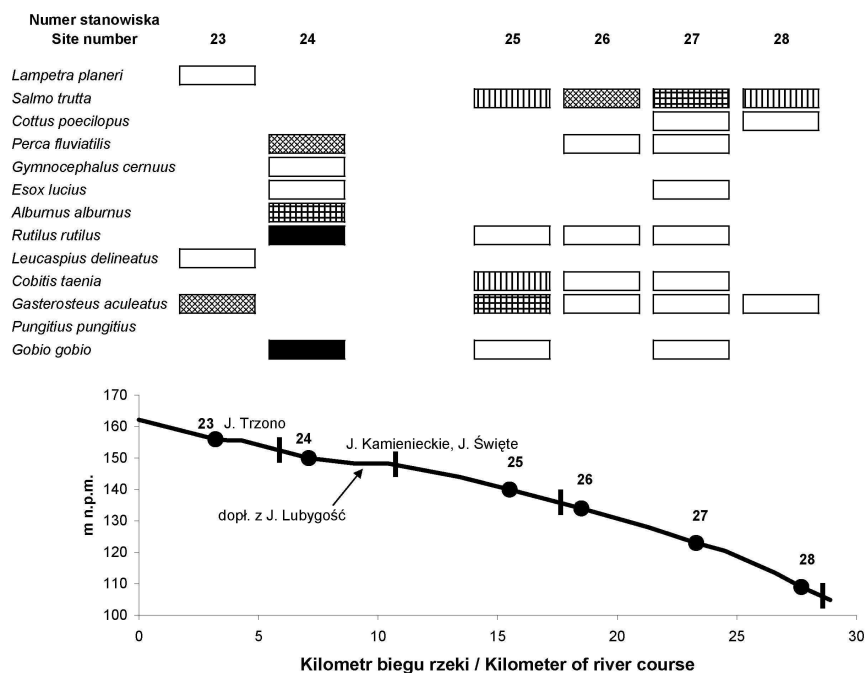 Numer stanowiska
Site number 23 24 25 26 27 28
Lampetra planeri
Salmo trutta
Cottus poecilopus
Perca fluviatilis
Gymnocephalus cernuus
Esox lucius
Alburnus alburnus
Rutilus rutilus
Leucaspius delineatus
Cobitis taenia
Gasterosteus aculeatus
Pungitius pungitius
Gobio gobio
170
160
150
140
130
120
110
100
m n.p.m.
23 J. Trzono
24
J. Kamienieckie, J. Święte
dopł. z J. Lubygość
25
26
27
28
0 5 10 15 20 25 30
Kilometr biegu rzeki / Kilometer of river course